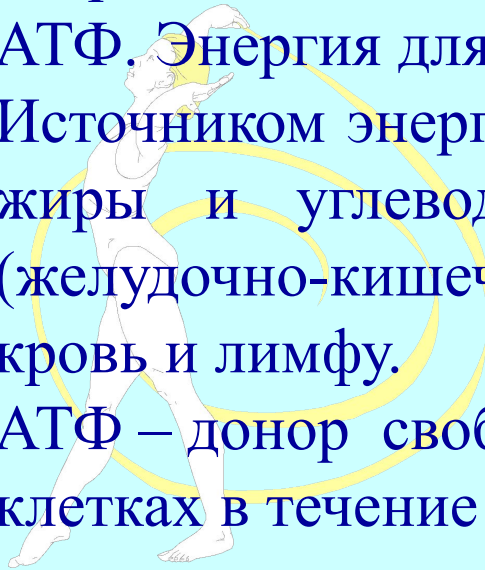 АТФ. Энергия для
Источником энерг
жиры и углевод
(желудочно-кишеч
кровь и лимфу.
АТФ – донор своб
клетках в течение